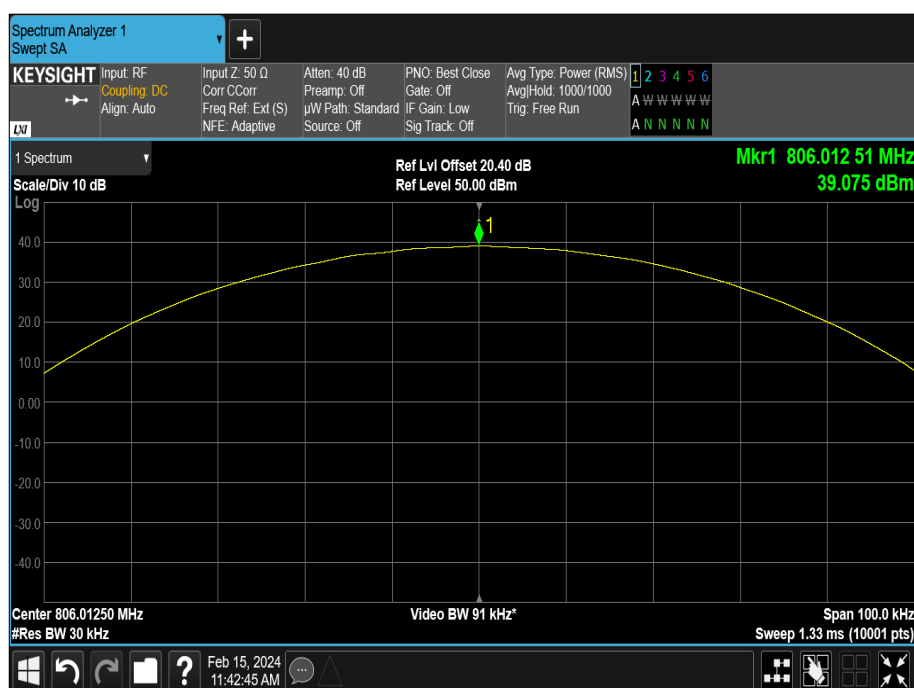 Spectrum Analyzer 1
Swept SA
+
KEYSIGHT
LXI
Input: RF
Coupling: DC
Align: Auto
Input Z: 50 Ω
Corr CCorr
Freq Ref: Ext (S)
NFE: Adaptive
Atten: 40 dB
Preamp: Off
µW Path: Standard
Source: Off
PNO: Best Close
Gate: Off
IF Gain: Low
Sig Track: Off
Avg Type: Power (RMS)
Avg|Hold: 1000/1000
Trig: Free Run
1 2 3 4 5 6
A W W W W W
A N N N N N
1 Spectrum
Scale/Div 10 dB
Log
Ref Lvl Offset 20.40 dB
Ref Level 50.00 dBm
Mkr1 806.012 51 MHz
39.075 dBm
1
40.0
30.0
20.0
10.0
0.00
-10.0
-20.0
-30.0
-40.0
Center 806.01250 MHz
#Res BW 30 kHz
Video BW 91 kHz*
Span 100.0 kHz
Sweep 1.33 ms (10001 pts)
?
Feb 15, 2024
11:42:45 AM